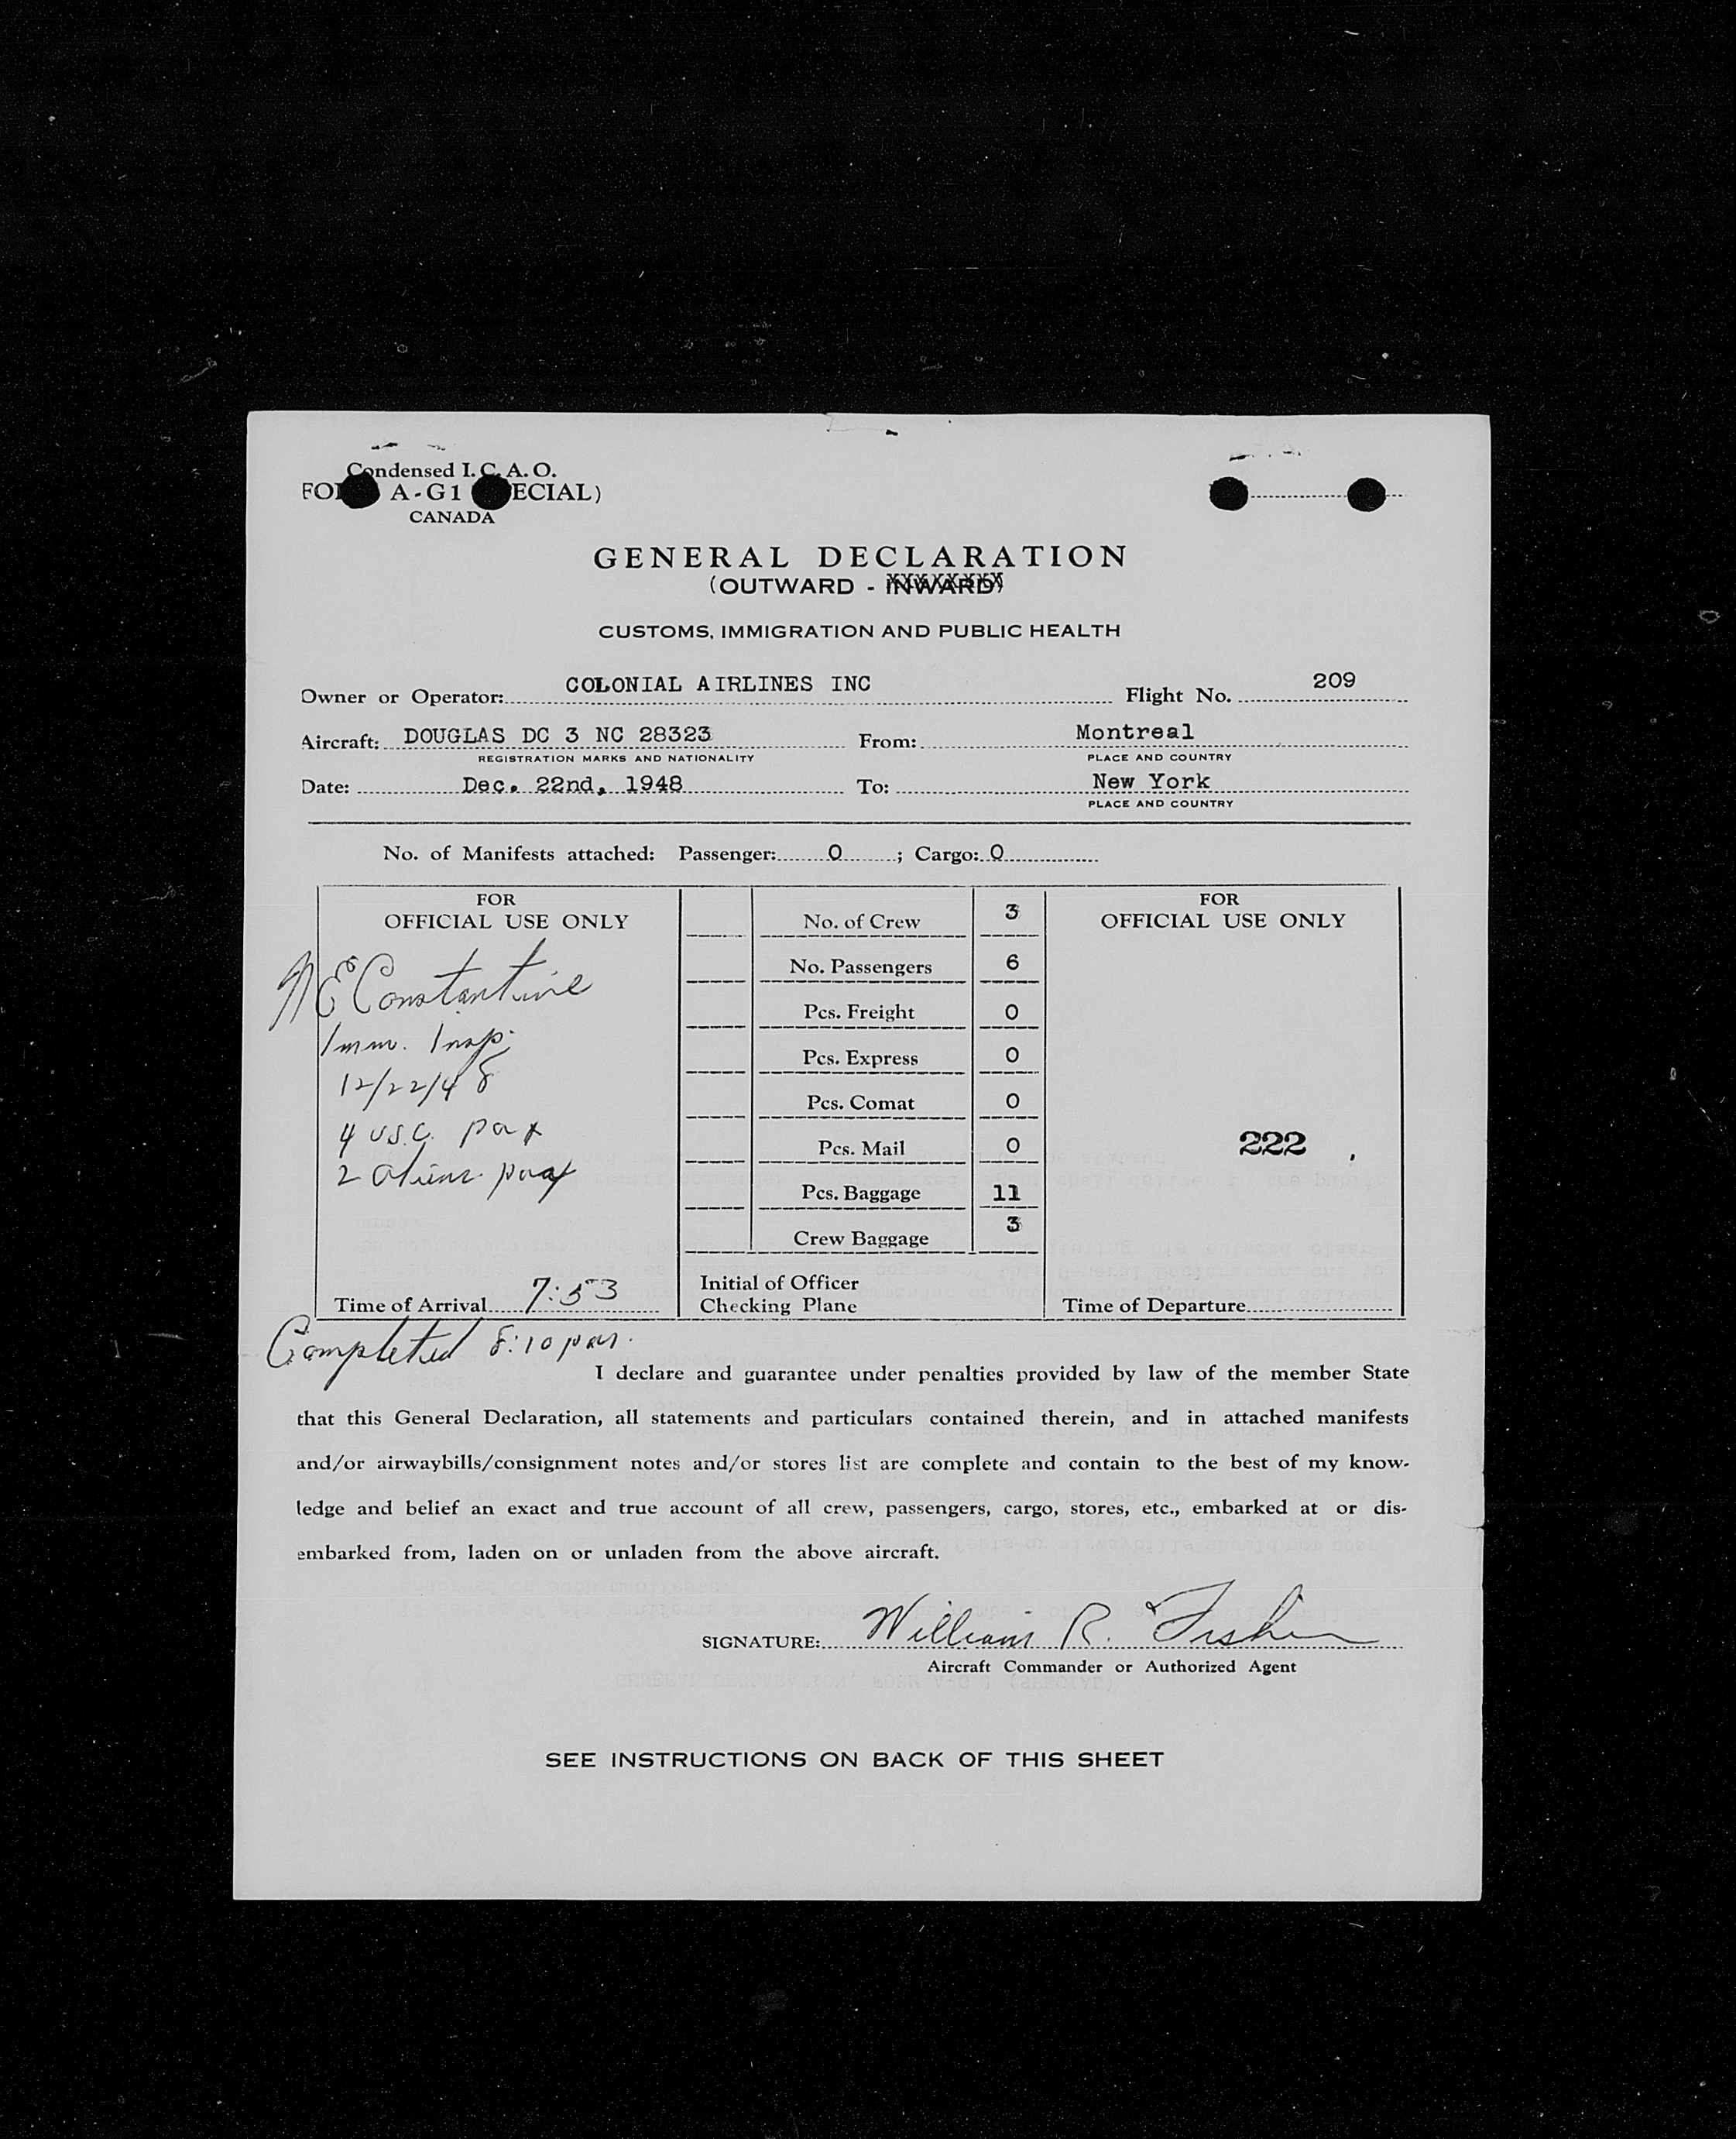 Condensed I. C. A. O.
A - G1 ECIAL)
CANADA
GENERAL DECLARATION
(OUTWARD - INWARD)
CUSTOMS, IMMIGRATION AND PUBLIC HEALTH
Owner or Operator: COLONIAL AIRLINES INC Flight No. 209
Aircraft: DOUGLAS DC 3 NC 28323 From: Montreal
REGISTRATION MARKS AND NATIONALITY PLACE AND COUNTRY
Date: Dec. 22nd, 1948 To: New York
PLACE AND COUNTRY
No. of Manifests attached: Passenger: 0 ; Cargo: 0
FOR
OFFICIAL USE ONLY
Constantine
Imm. Insp.
12/22/48
4 U.S.C. pax
2 Aliens pax
Time of Arrival 7:53
No. of Crew 3
No. Passengers 6
Pcs. Freight 0
Pcs. Express 0
Pcs. Comat 0
Pcs. Mail 0
Pcs. Baggage 11
Crew Baggage 3
Initial of Officer
Checking Plane
FOR
OFFICIAL USE ONLY
222
Time of Departure
Completed 8:10 pm.
I declare and guarantee under penalties provided by law of the member State
that this General Declaration, all statements and particulars contained therein, and in attached manifests
and/or airwaybills/consignment notes and/or stores list are complete and contain to the best of my know-
ledge and belief an exact and true account of all crew, passengers, cargo, stores, etc., embarked at or dis-
embarked from, laden on or unladen from the above aircraft.
SIGNATURE: William R. Fisher
Aircraft Commander or Authorized Agent
SEE INSTRUCTIONS ON BACK OF THIS SHEET